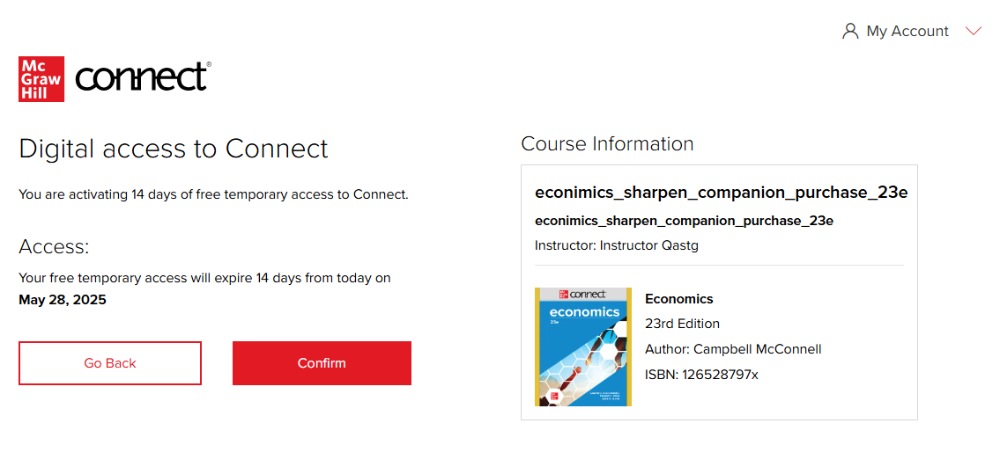 My Account
Mc
Graw
Hill
connect®
Digital access to Connect
You are activating 14 days of free temporary access to Connect.
Access:
Your free temporary access will expire 14 days from today on
May 28, 2025
Go Back
Confirm
Course Information
econimics_sharpen_companion_purchase_23e
econimics_sharpen_companion_purchase_23e
Instructor: Instructor Qastg
connect
economics
23e
Economics
23rd Edition
Author: Campbell McConnell
ISBN: 126528797x